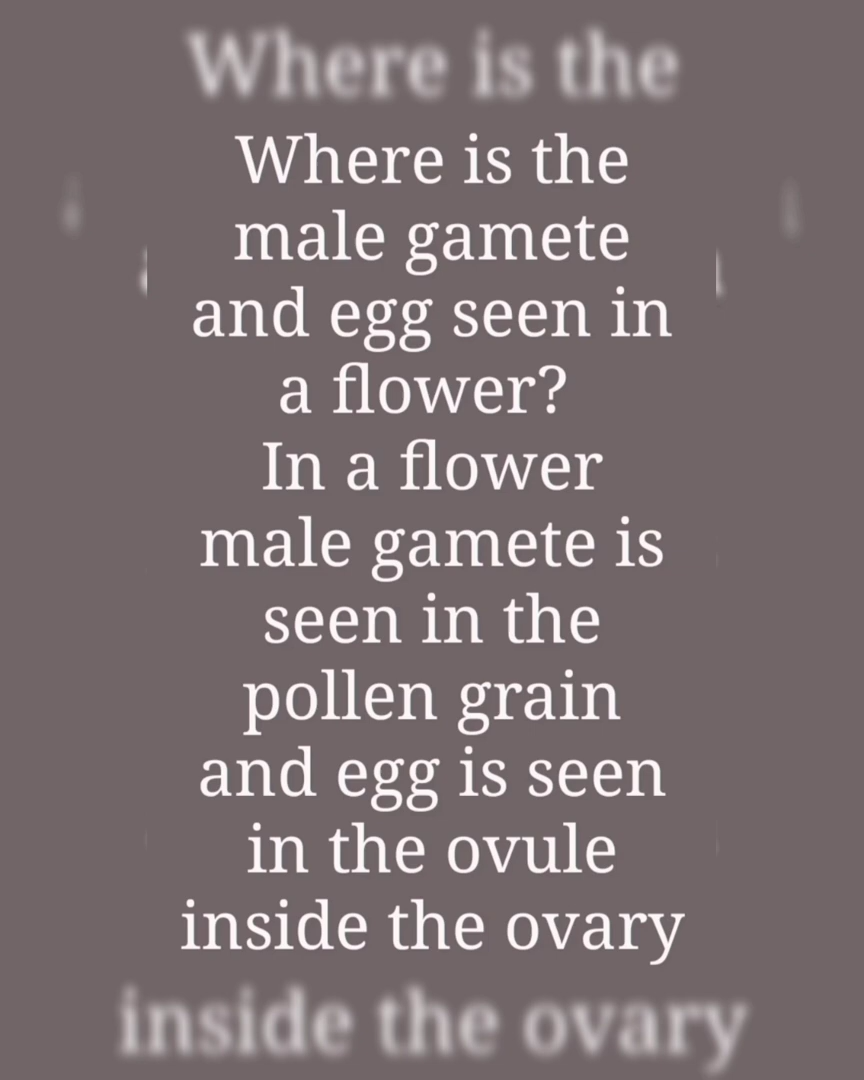 Where is the
Where is the
male gamete
and egg seen in
a flower?
In a flower
male gamete is
seen in the
pollen grain
and egg is seen
in the ovule
inside the ovary
inside the ovary